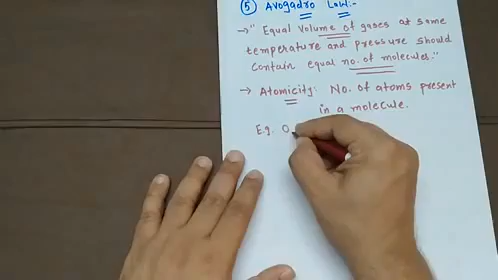 ⑤ Avogadro Law:-
→ "Equal Volume of gases at same
temperature and pressure should
contain equal no. of molecules."
→ Atomicity: No. of atoms present
in a molecule.
E.g. O